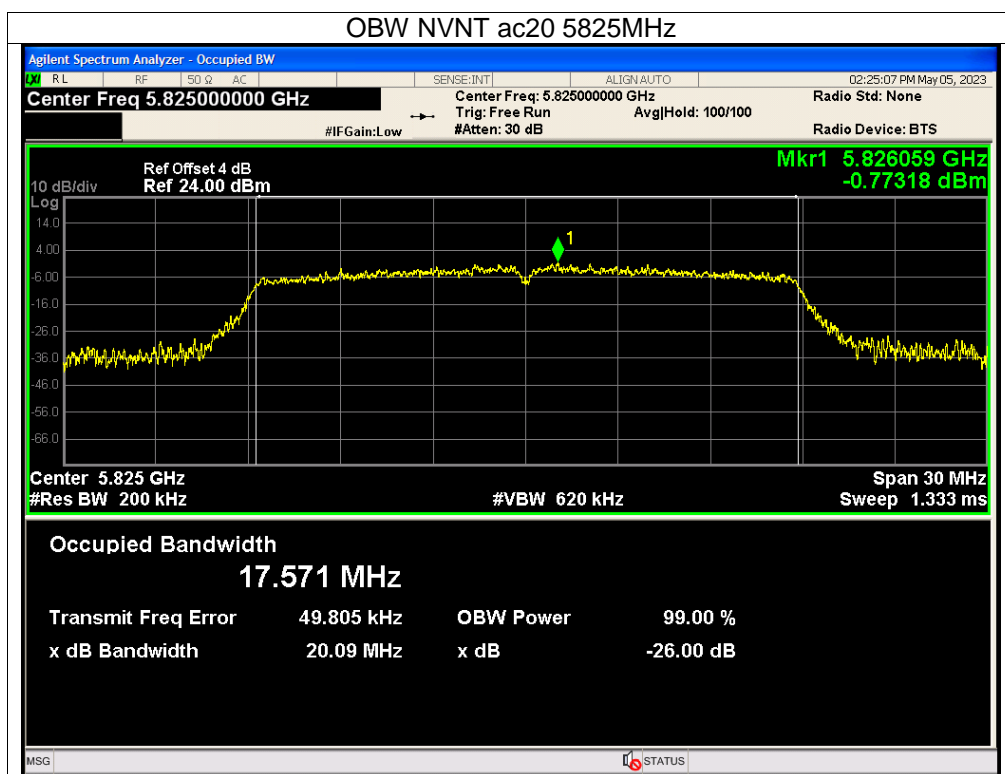 OBW NVNT ac20 5825MHz
Agilent Spectrum Analyzer - Occupied BW
LXI RL RF 50 Ω AC SENSE:INT ALIGN AUTO 02:25:07 PM May 05, 2023
Center Freq 5.825000000 GHz Center Freq: 5.825000000 GHz Radio Std: None
Trig: Free Run Avg|Hold: 100/100
#IFGain:Low #Atten: 30 dB Radio Device: BTS
Mkr1 5.826059 GHz
Ref Offset 4 dB
10 dB/div Ref 24.00 dBm -0.77318 dBm
Log
14.0
1
4.00
-6.00
-16.0
-26.0
-36.0
-46.0
-56.0
-66.0
Center 5.825 GHz Span 30 MHz
#Res BW 200 kHz #VBW 620 kHz Sweep 1.333 ms
Occupied Bandwidth
17.571 MHz
Transmit Freq Error 49.805 kHz OBW Power 99.00 %
x dB Bandwidth 20.09 MHz x dB -26.00 dB
MSG STATUS